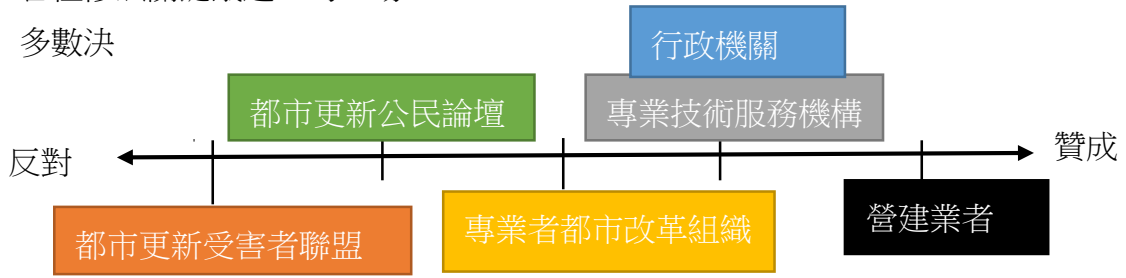 多數決
行政機關
都市更新公民論壇
專業技術服務機構
反對
贊成
都市更新受害者聯盟
專業者都市改革組織
營建業者